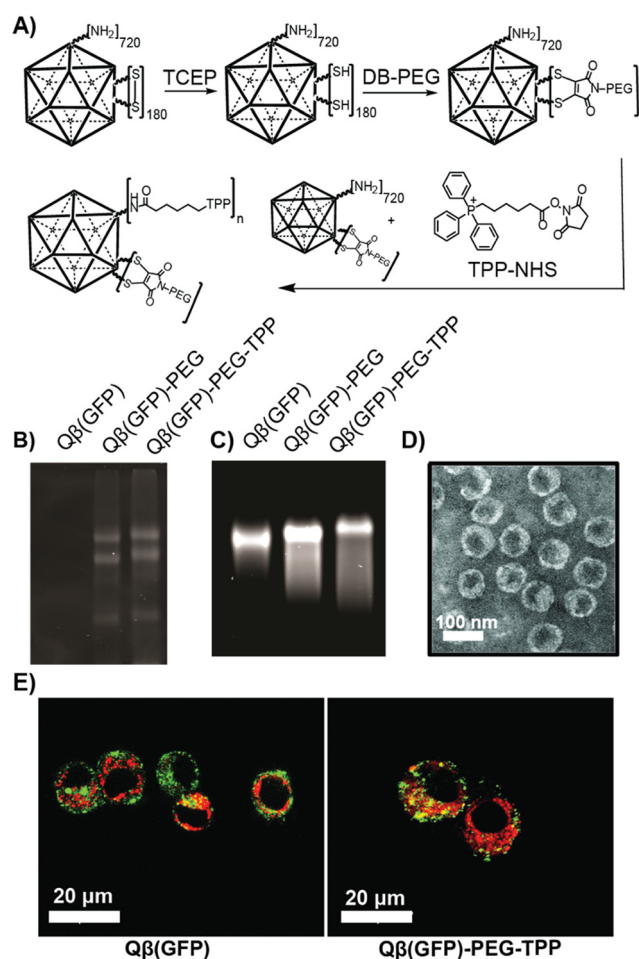 A)
[NH2]720
S
S
180
TCEP
[NH2]720
SH
SH
180
DB-PEG
[NH2]720
S
S
O
N-PEG
O
H
N
O
TPP
n
S
S
O
N-PEG
O
[NH2]720
+
S
S
O
N-PEG
O
P+
O
O
N
O
O
TPP-NHS
B)
Qβ(GFP)
Qβ(GFP)-PEG
Qβ(GFP)-PEG-TPP
C)
Qβ(GFP)
Qβ(GFP)-PEG
Qβ(GFP)-PEG-TPP
D)
100 nm
E)
20 µm
20 µm
Qβ(GFP)
Qβ(GFP)-PEG-TPP